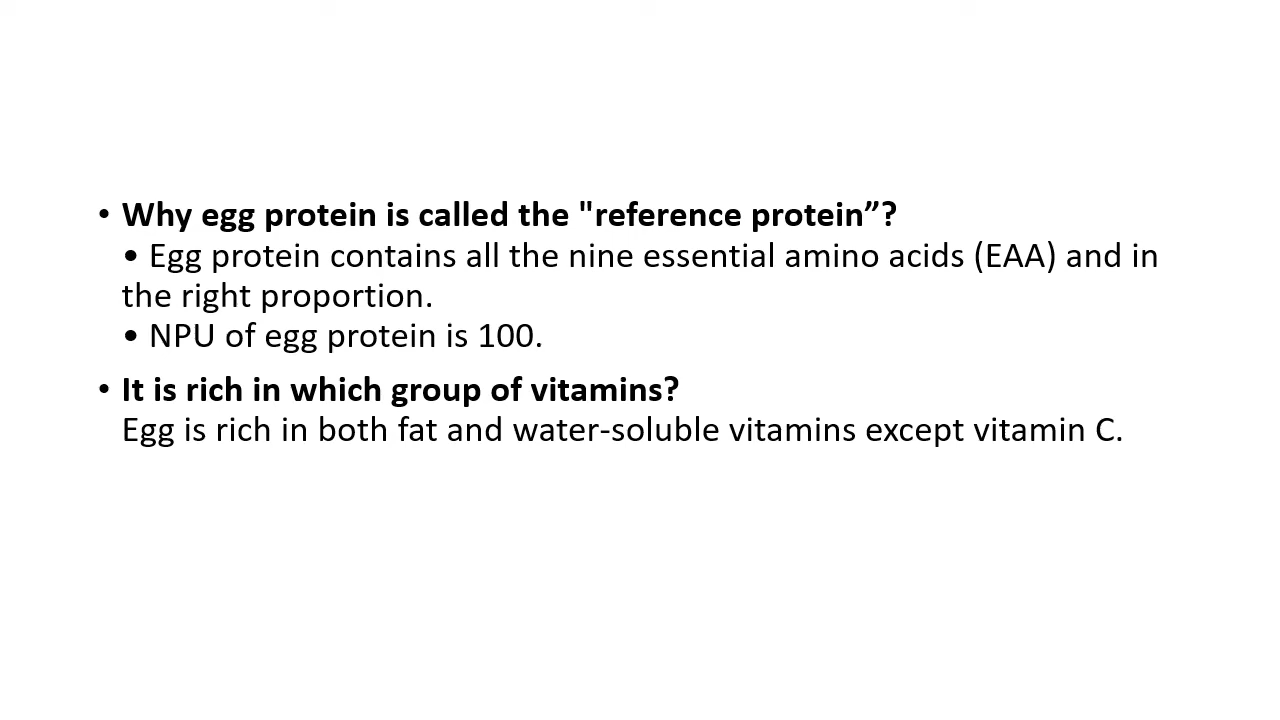 • Why egg protein is called the "reference protein”?
• Egg protein contains all the nine essential amino acids (EAA) and in
the right proportion.
• NPU of egg protein is 100.
• It is rich in which group of vitamins?
Egg is rich in both fat and water-soluble vitamins except vitamin C.